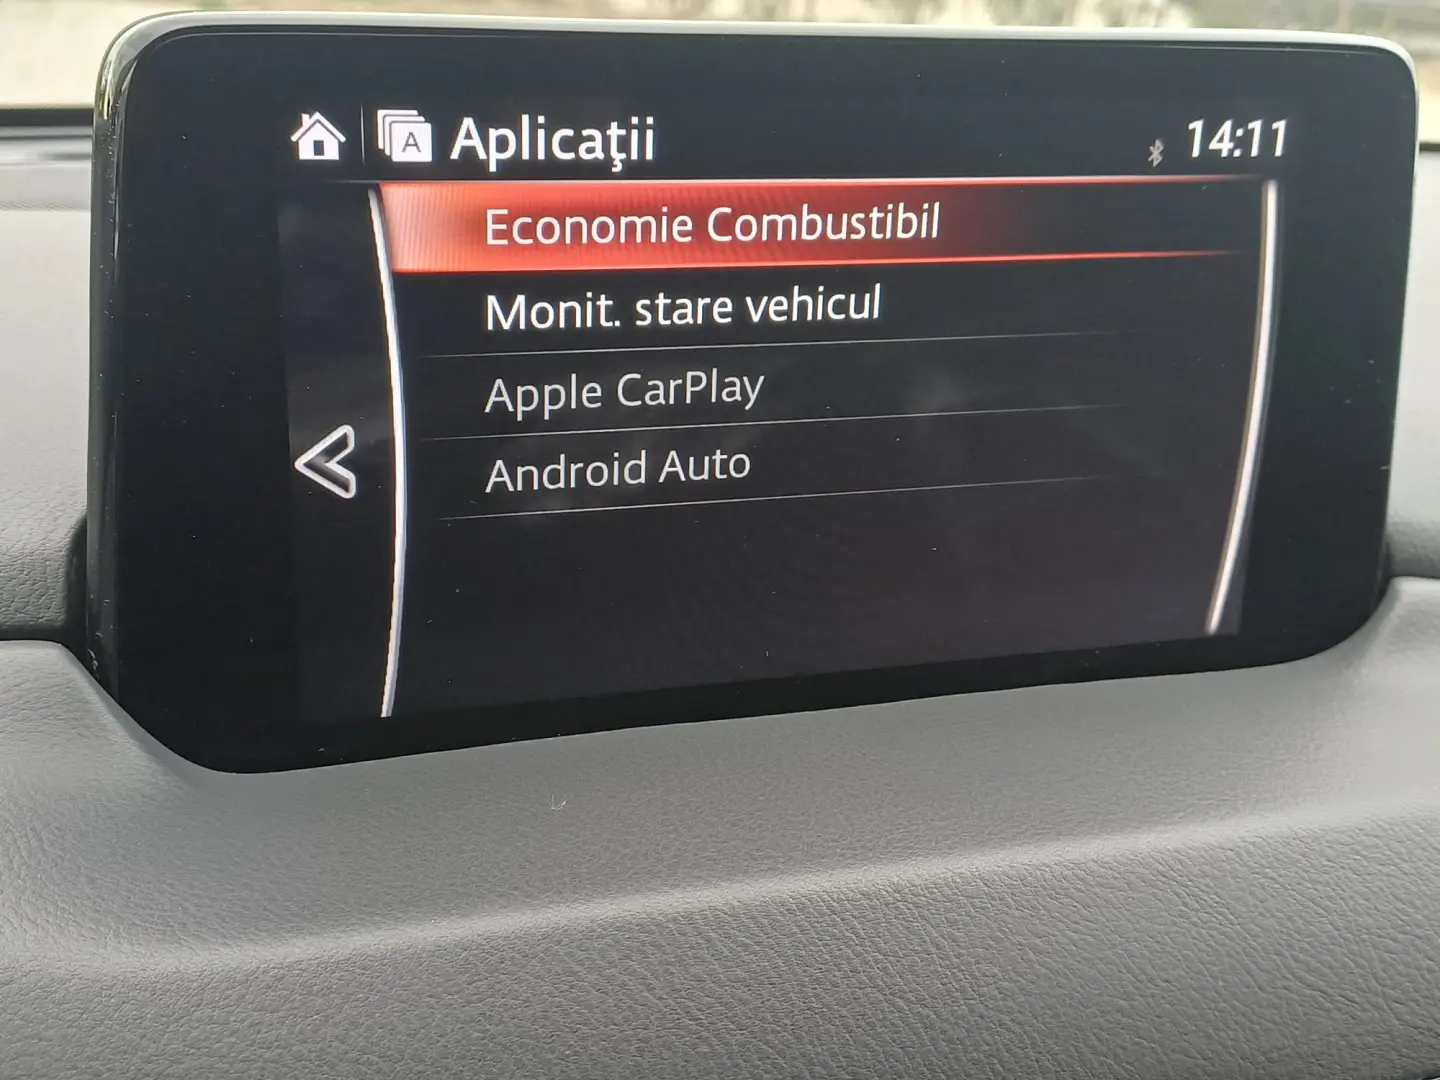 A Aplicaţii 14:11
Economie Combustibil
Monit. stare vehicul
Apple CarPlay
Android Auto